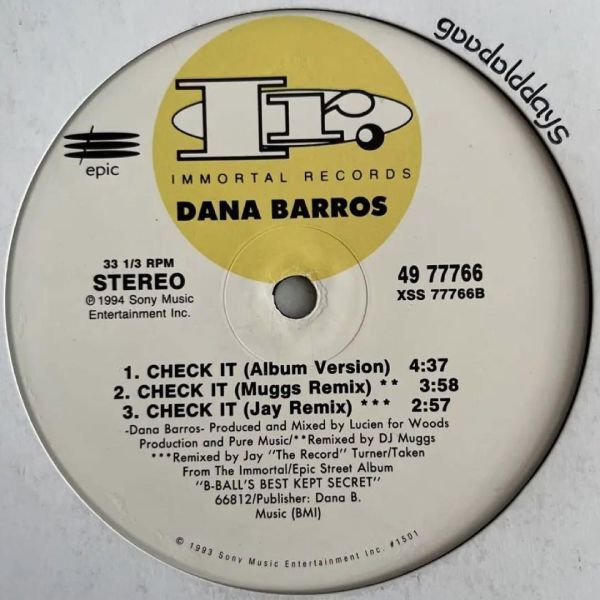 goodolddays
Ir.
epic
IMMORTAL RECORDS
DANA BARROS
33 1/3 RPM
STEREO
℗ 1994 Sony Music
Entertainment Inc.
49 77766
XSS 77766B
1. CHECK IT (Album Version) 4:37
2. CHECK IT (Muggs Remix) ** 3:58
3. CHECK IT (Jay Remix) *** 2:57
-Dana Barros- Produced and Mixed by Lucien for Woods
Production and Pure Music/**Remixed by DJ Muggs
***Remixed by Jay "The Record" Turner/Taken
From The Immortal/Epic Street Album
"B-BALL'S BEST KEPT SECRET"
66812/Publisher: Dana B.
Music (BMI)
© 1993 Sony Music Entertainment Inc. #1501